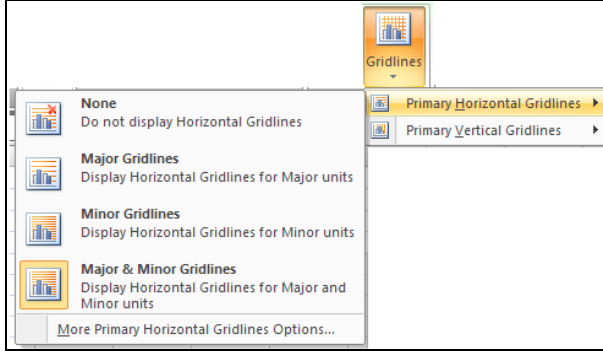 Gridlines
Primary Horizontal Gridlines
Primary Vertical Gridlines
None
Do not display Horizontal Gridlines
Major Gridlines
Display Horizontal Gridlines for Major units
Minor Gridlines
Display Horizontal Gridlines for Minor units
Major & Minor Gridlines
Display Horizontal Gridlines for Major and
Minor units
More Primary Horizontal Gridlines Options...